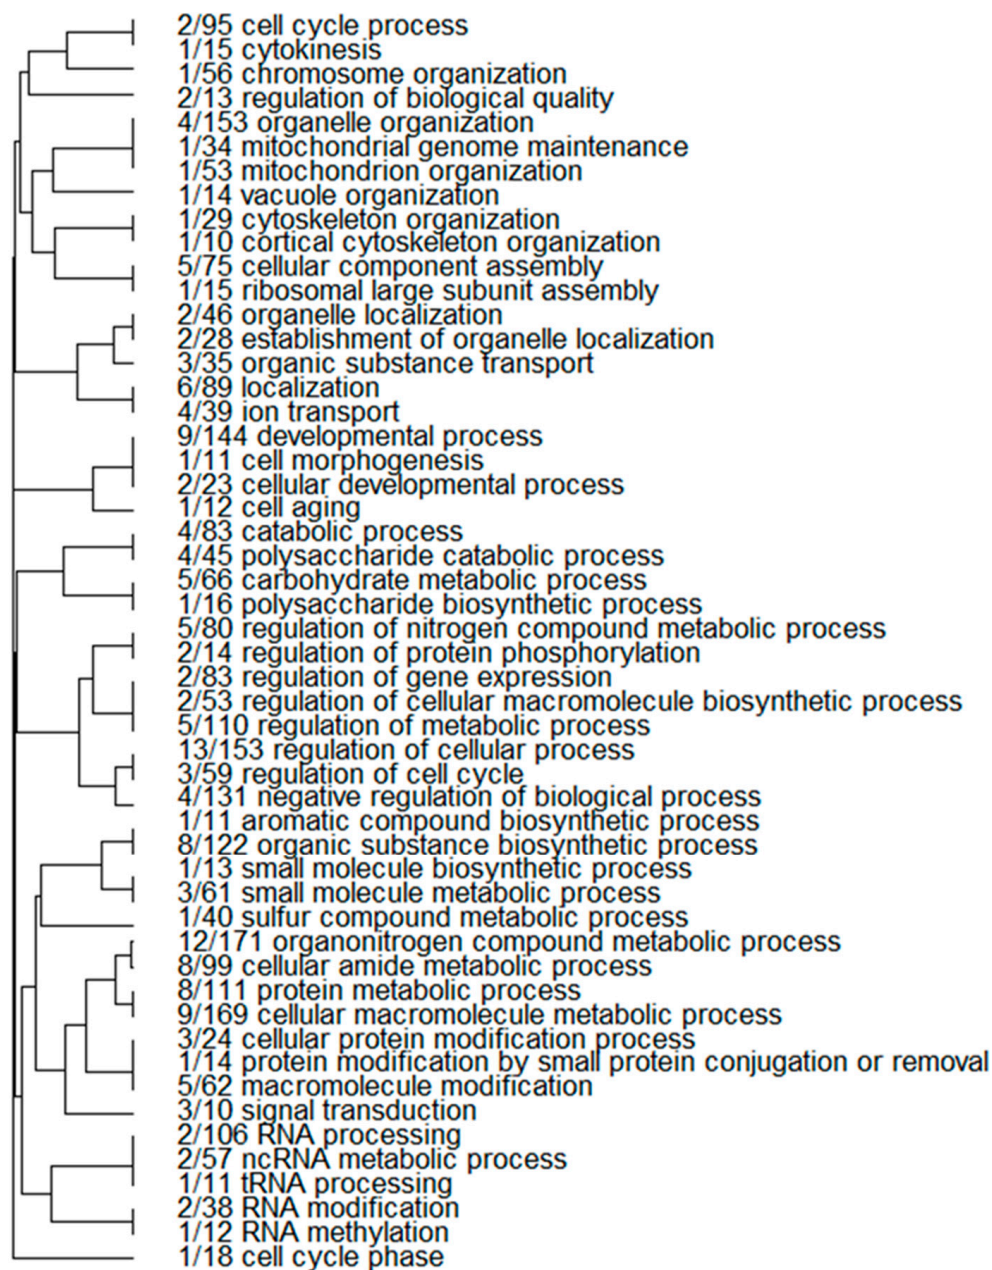 2/95 cell cycle process
1/15 cytokinesis
1/56 chromosome organization
2/13 regulation of biological quality
4/153 organelle organization
1/34 mitochondrial genome maintenance
1/53 mitochondrion organization
1/14 vacuole organization
1/29 cytoskeleton organization
1/10 cortical cytoskeleton organization
5/75 cellular component assembly
1/15 ribosomal large subunit assembly
2/46 organelle localization
2/28 establishment of organelle localization
3/35 organic substance transport
6/89 localization
4/39 ion transport
9/144 developmental process
1/11 cell morphogenesis
2/23 cellular developmental process
1/12 cell aging
4/83 catabolic process
4/45 polysaccharide catabolic process
5/66 carbohydrate metabolic process
1/16 polysaccharide biosynthetic process
5/80 regulation of nitrogen compound metabolic process
2/14 regulation of protein phosphorylation
2/83 regulation of gene expression
2/53 regulation of cellular macromolecule biosynthetic process
5/110 regulation of metabolic process
13/153 regulation of cellular process
3/59 regulation of cell cycle
4/131 negative regulation of biological process
1/11 aromatic compound biosynthetic process
8/122 organic substance biosynthetic process
1/13 small molecule biosynthetic process
3/61 small molecule metabolic process
1/40 sulfur compound metabolic process
12/171 organonitrogen compound metabolic process
8/99 cellular amide metabolic process
8/111 protein metabolic process
9/169 cellular macromolecule metabolic process
3/24 cellular protein modification process
1/14 protein modification by small protein conjugation or removal
5/62 macromolecule modification
3/10 signal transduction
2/106 RNA processing
2/57 ncRNA metabolic process
1/11 tRNA processing
2/38 RNA modification
1/12 RNA methylation
1/18 cell cycle phase